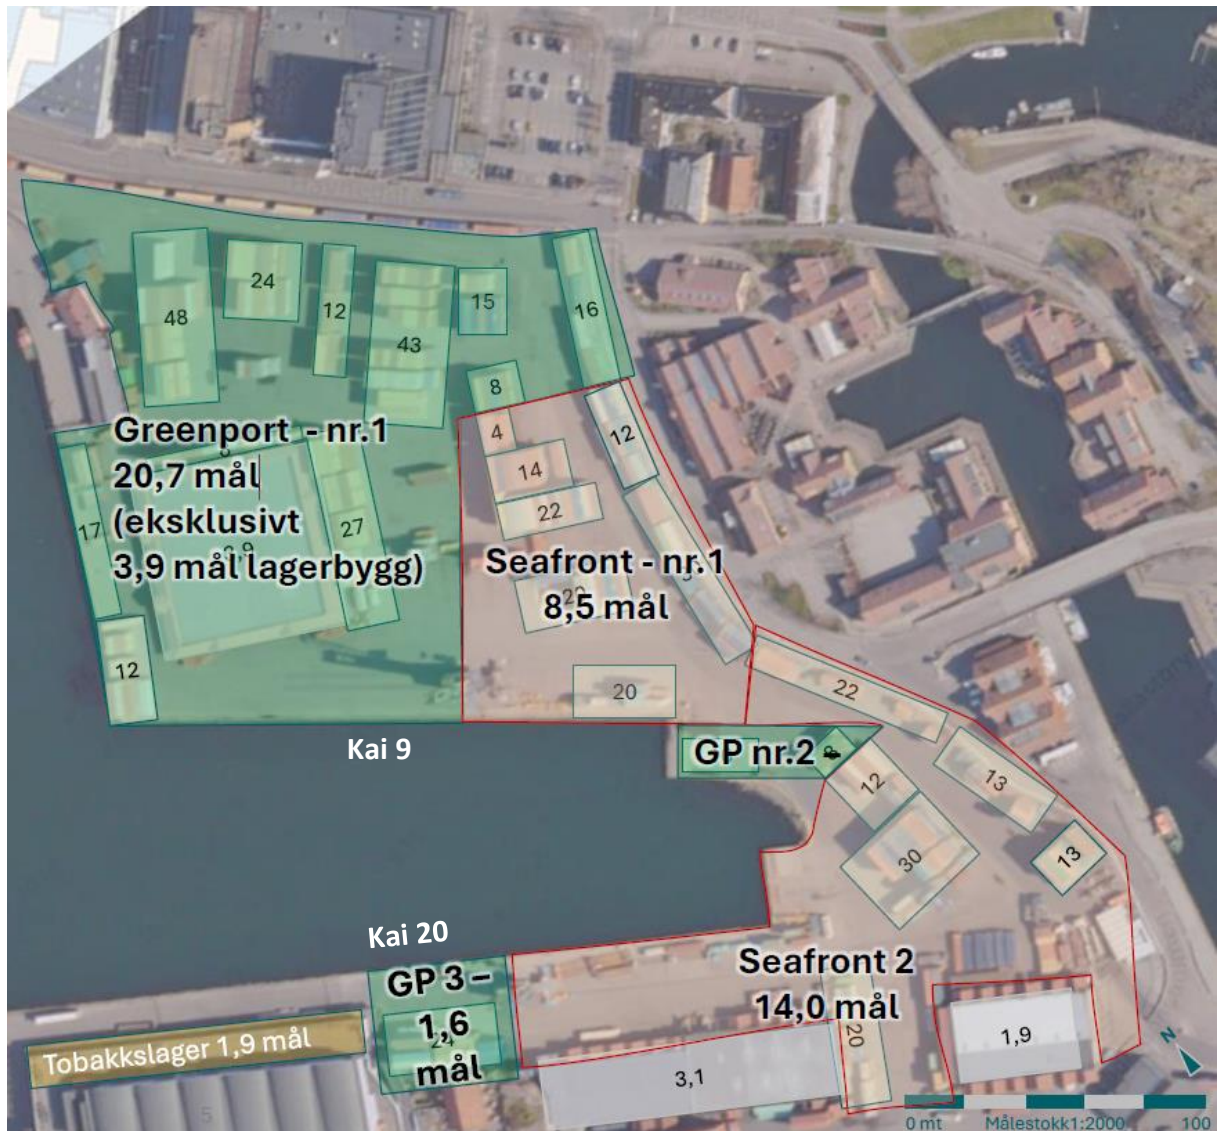 48
24
12
43
15
16
8
4
12
14
22
Greenport - nr.1
20,7 mål
(eksklusivt
3,9 mål lagerbygg)
17
27
12
Seafront - nr.1
8,5 mål
20
22
Kai 9
GP nr.2
12
13
30
13
Kai 20
GP 3 –
1,6
mål
Seafront 2
14,0 mål
20
Tobakkslager 1,9 mål
5
3,1
1,9
N
0 mt
Målestokk1:2000
100